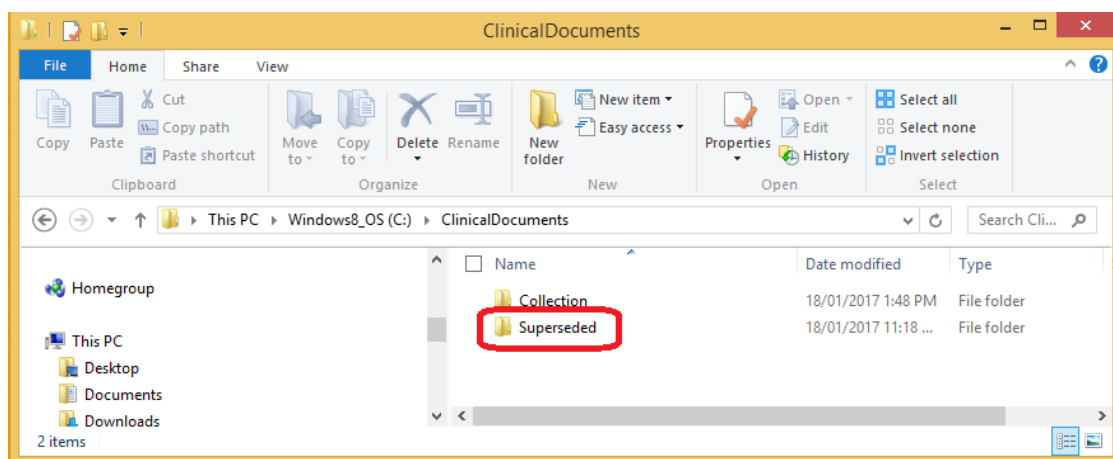 ClinicalDocuments
File Home Share View
Copy
Paste
Cut
Copy path
Paste shortcut
Clipboard
Move to
Copy to
Delete
Rename
Organize
New folder
New item
Easy access
New
Properties
Open
Edit
History
Open
Select all
Select none
Invert selection
Select
This PC Windows8_OS (C:) ClinicalDocuments
Search Cli...
Homegroup
This PC
Desktop
Documents
Downloads
Name Date modified Type
Collection 18/01/2017 1:48 PM File folder
Superseded 18/01/2017 11:18 ... File folder
2 items